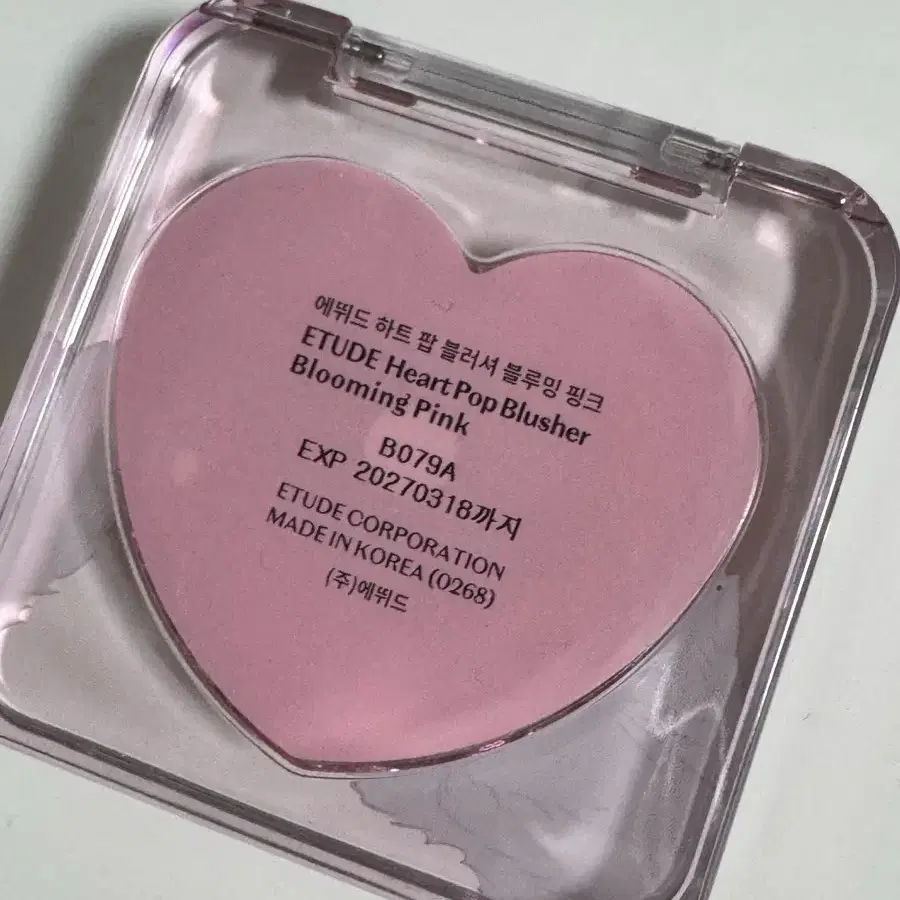 에뛰드 하트 팝 블러셔 블루밍 핑크
ETUDE Heart Pop Blusher
Blooming Pink
B079A
EXP 20270318까지
ETUDE CORPORATION
MADE IN KOREA (0268)
(주)에뛰드